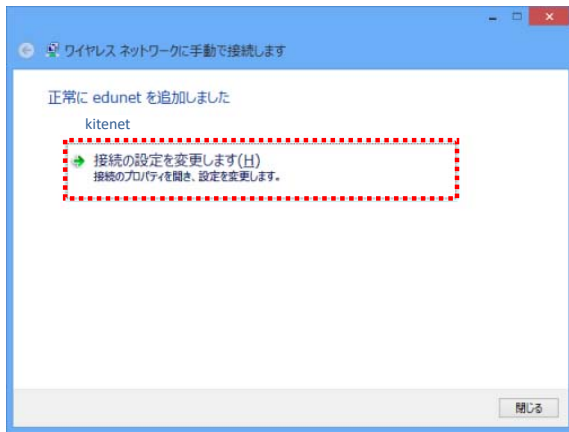 ワイヤレス ネットワークに手動で接続します
正常に edunet を追加しました
kitenet
接続の設定を変更します(H)
接続のプロパティを開き、設定を変更します。
閉じる